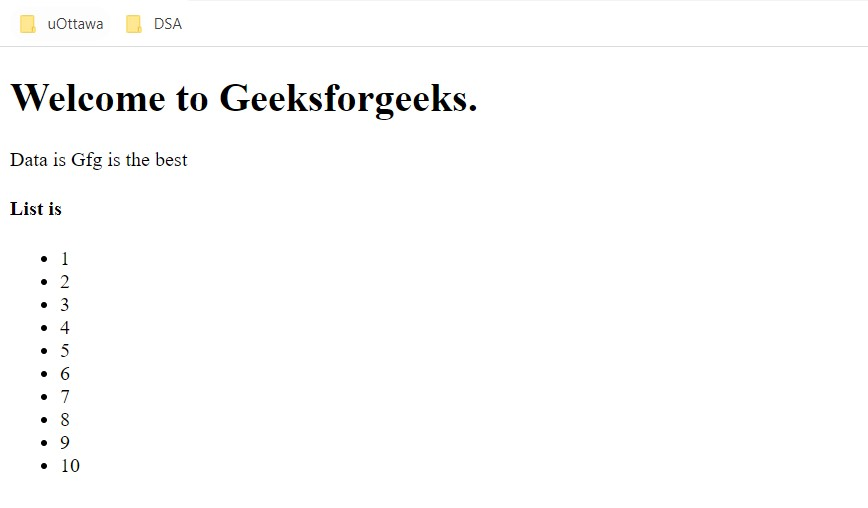 uOttawa DSA
Welcome to Geeksforgeeks.
Data is Gfg is the best
List is
1
2
3
4
5
6
7
8
9
10